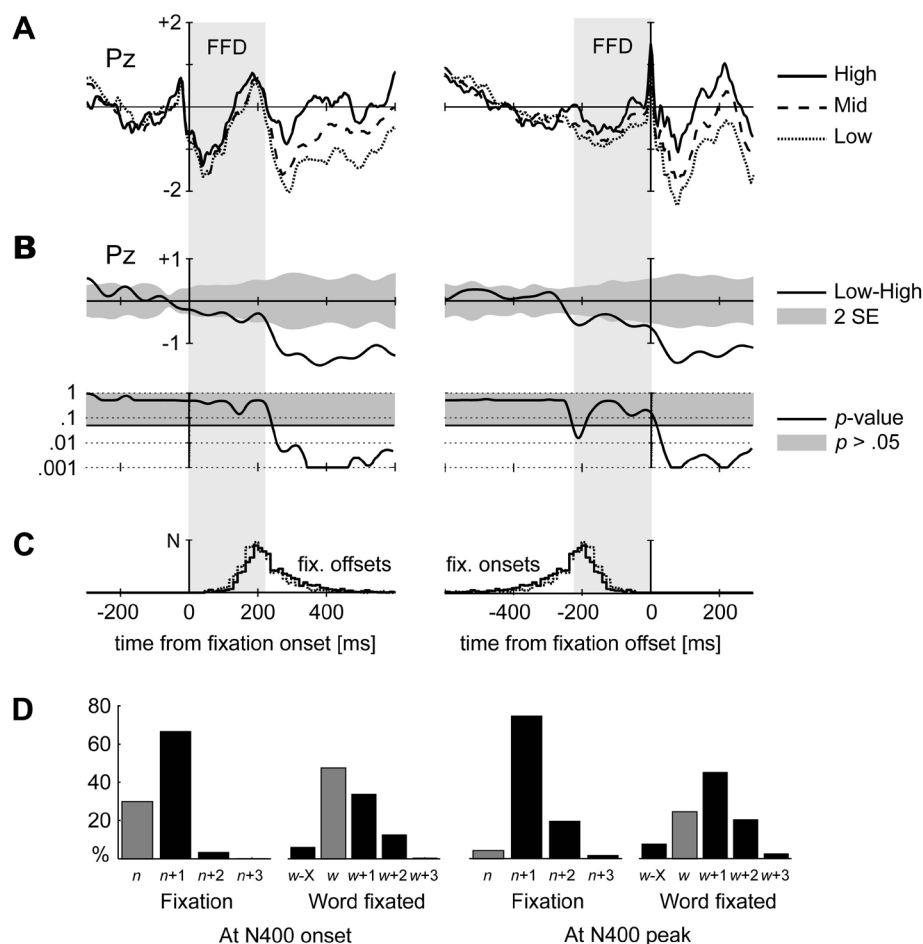 A
Pz
+2
-2
FFD
FFD
High
Mid
Low
B
Pz
+1
-1
Low-High
2 SE
1
.1
.01
.001
p-value
p > .05
C
N
fix. offsets
fix. onsets
-200 0 200 400
-400 -200 0 200
time from fixation onset [ms]
time from fixation offset [ms]
D
80
60
40
20
%
n n+1 n+2 n+3
w-X w w+1 w+2 w+3
n n+1 n+2 n+3
w-X w w+1 w+2 w+3
Fixation Word fixated Fixation Word fixated
At N400 onset At N400 peak